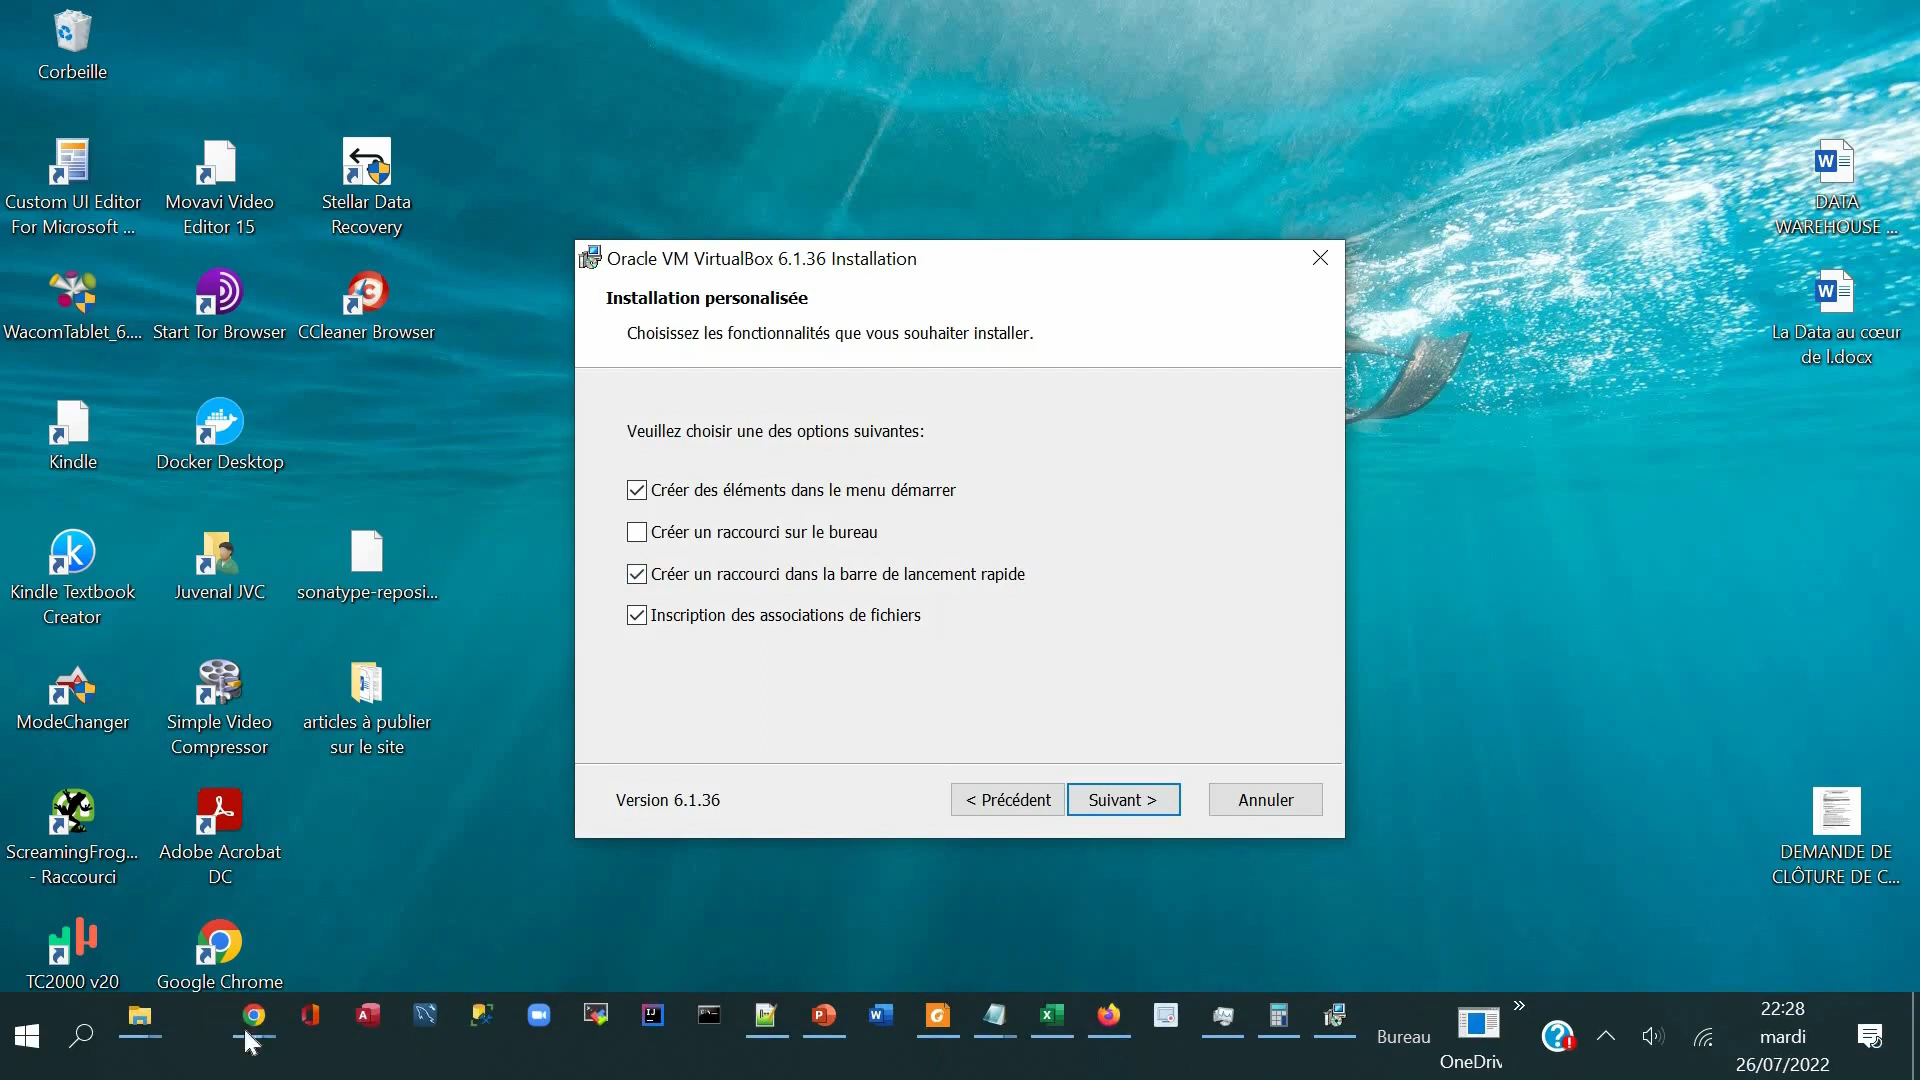 Corbeille
Custom UI Editor
For Microsoft ...
Movavi Video
Editor 15
Stellar Data
Recovery
WacomTablet_6....
Start Tor Browser
CCleaner Browser
Kindle
Docker Desktop
Kindle Textbook
Creator
Juvenal JVC
sonatype-reposi...
ModeChanger
Simple Video
Compressor
articles à publier
sur le site
ScreamingFrog...
- Raccourci
Adobe Acrobat
DC
TC2000 v20
Google Chrome
Oracle VM VirtualBox 6.1.36 Installation
Installation personalisée
Choisissez les fonctionnalités que vous souhaiter installer.
Veuillez choisir une des options suivantes:
Créer des éléments dans le menu démarrer
Créer un raccourci sur le bureau
Créer un raccourci dans la barre de lancement rapide
Inscription des associations de fichiers
Version 6.1.36
< Précédent
Suivant >
Annuler
DATA
WAREHOUSE ...
La Data au cœur
de l.docx
DEMANDE DE
CLÔTURE DE C...
Bureau
OneDriv
22:28
mardi
26/07/2022